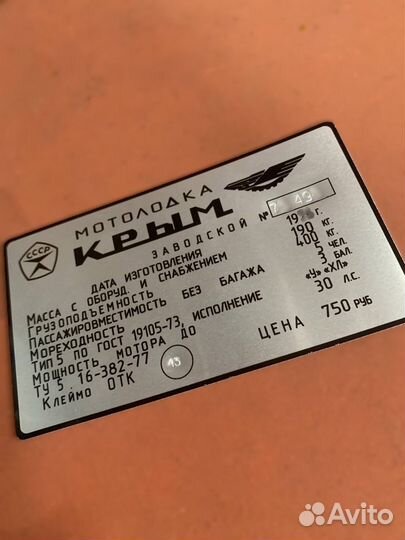 СССР
МОТОЛОДКА
КРЫМ
ЗАВОДСКОЙ №
ДАТА ИЗГОТОВЛЕНИЯ 19 г.
МАССА С ОБОРУД. И СНАБЖЕНИЕМ 190 кг.
ГРУЗОПОДЪЕМНОСТЬ 400 кг.
ПАССАЖИРОВМЕСТИМОСТЬ БЕЗ БАГАЖА 5 ЧЕЛ.
МОРЕХОДНОСТЬ 3 БАЛ.
ТИП 5 ПО ГОСТ 19105-73, ИСПОЛНЕНИЕ «У» «ХЛ»
МОЩНОСТЬ МОТОРА ДО 30 Л.С.
ТУ 5.16-382-77
КЛЕЙМО ОТК 43 ЦЕНА 750 РУБ
Avito